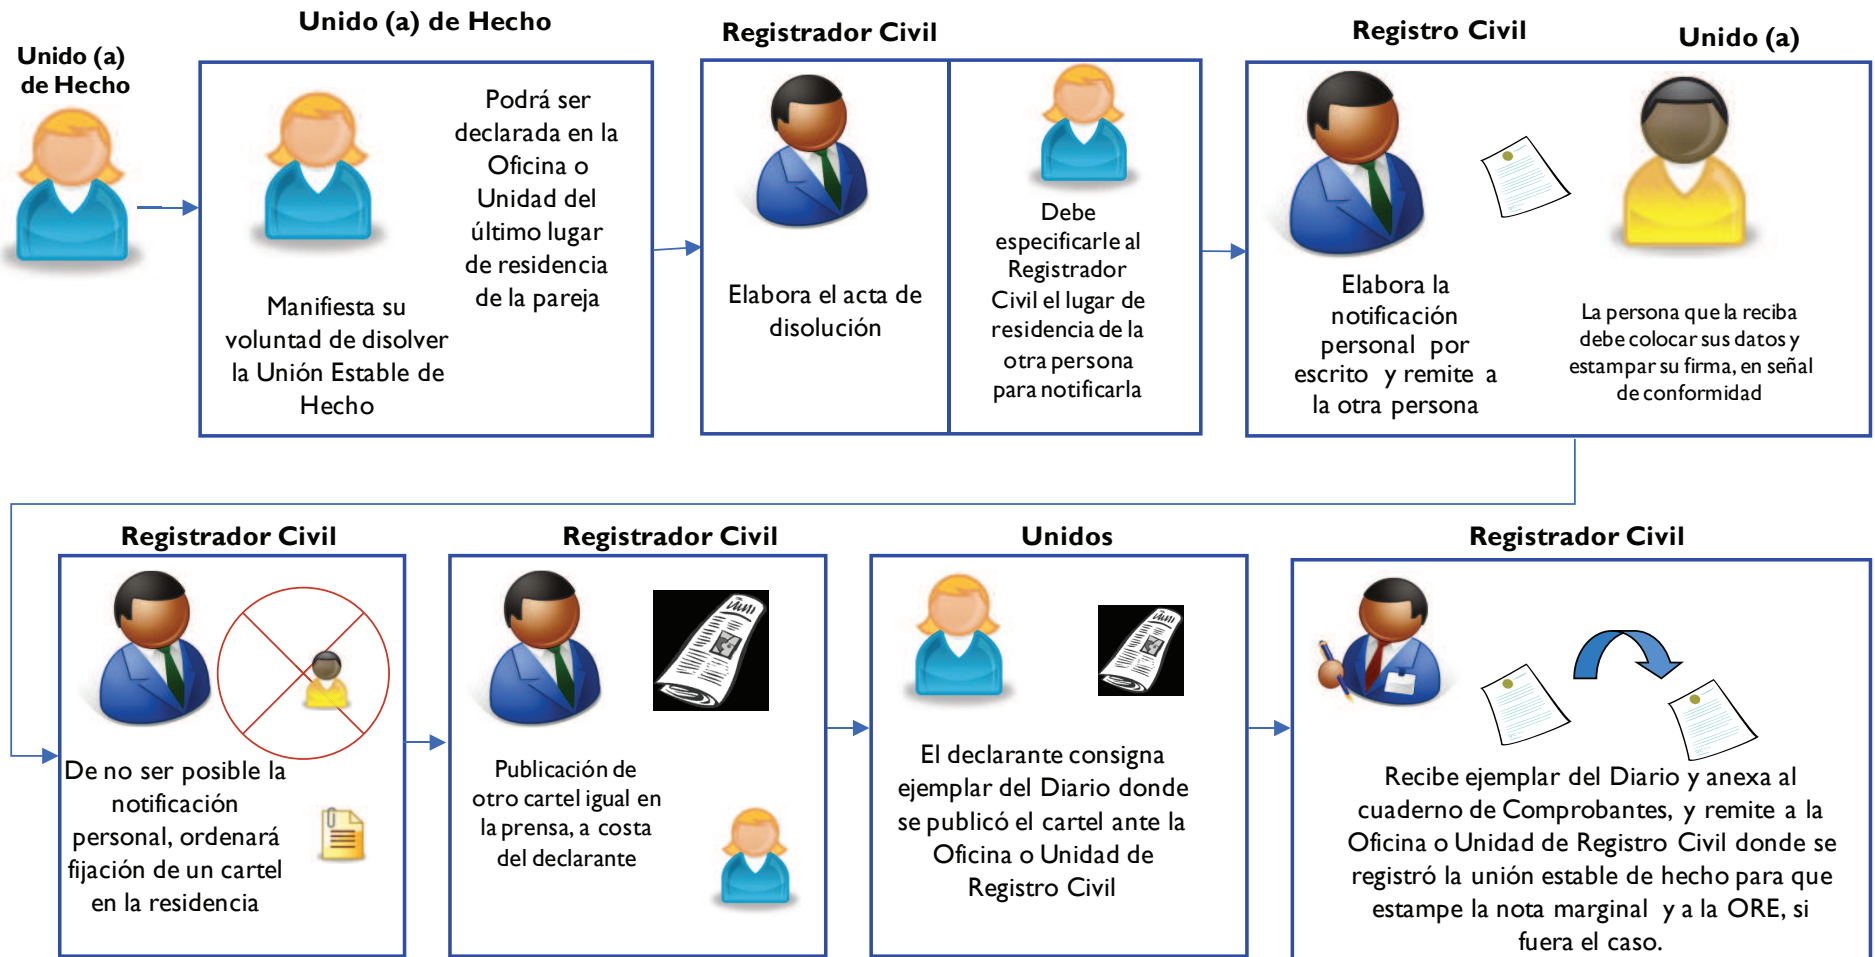 Unido (a)
de Hecho
Unido (a) de Hecho
Manifiesta su
voluntad de disolver
la Unión Estable de
Hecho
Podrá ser
declarada en la
Oficina o
Unidad del
último lugar
de residencia
de la pareja
Registrador Civil
Elabora el acta de
disolución
Debe
especificarle al
Registrador
Civil el lugar de
residencia de la
otra persona
para notificarla
Registro Civil
Elabora la
notificación
personal por
escrito y remite a
la otra persona
Unido (a)
La persona que la reciba
debe colocar sus datos y
estampar su firma, en señal
de conformidad
Registrador Civil
De no ser posible la
notificación
personal, ordenará
fijación de un cartel
en la residencia
Registrador Civil
Publicación de
otro cartel igual en
la prensa, a costa
del declarante
Unidos
El declarante consigna
ejemplar del Diario donde
se publicó el cartel ante la
Oficina o Unidad de
Registro Civil
Registrador Civil
Recibe ejemplar del Diario y anexa al
cuaderno de Comprobantes, y remite a la
Oficina o Unidad de Registro Civil donde se
registró la unión estable de hecho para que
estampe la nota marginal y a la ORE, si
fuera el caso.